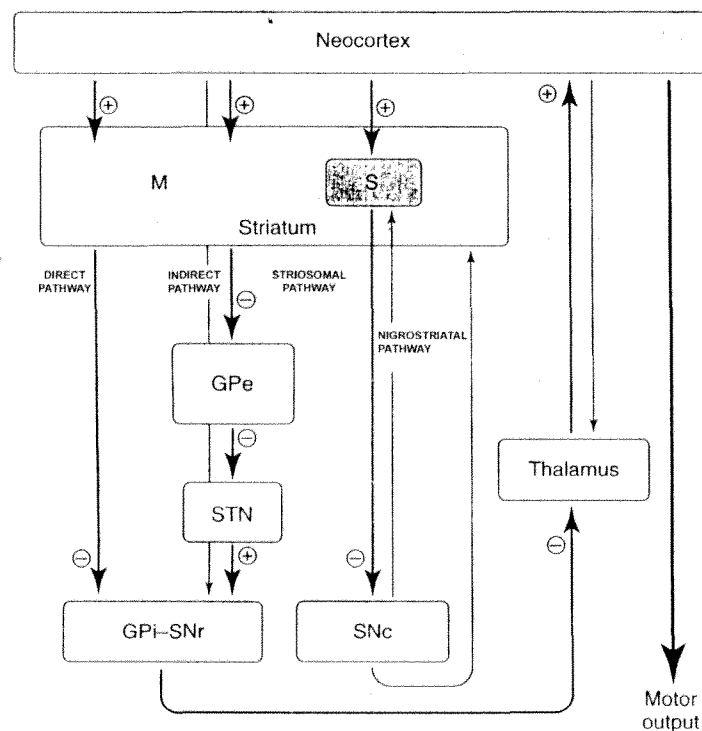 Neocortex
⊕
⊕
⊕
⊕
M
S
Striatum
DIRECT
PATHWAY
INDIRECT
PATHWAY
STRIOSOMAL
PATHWAY
⊖
NIGROSTRIATAL
PATHWAY
GPe
⊖
Thalamus
STN
⊖
⊕
⊖
⊖
GPi–SNr
SNc
Motor
output